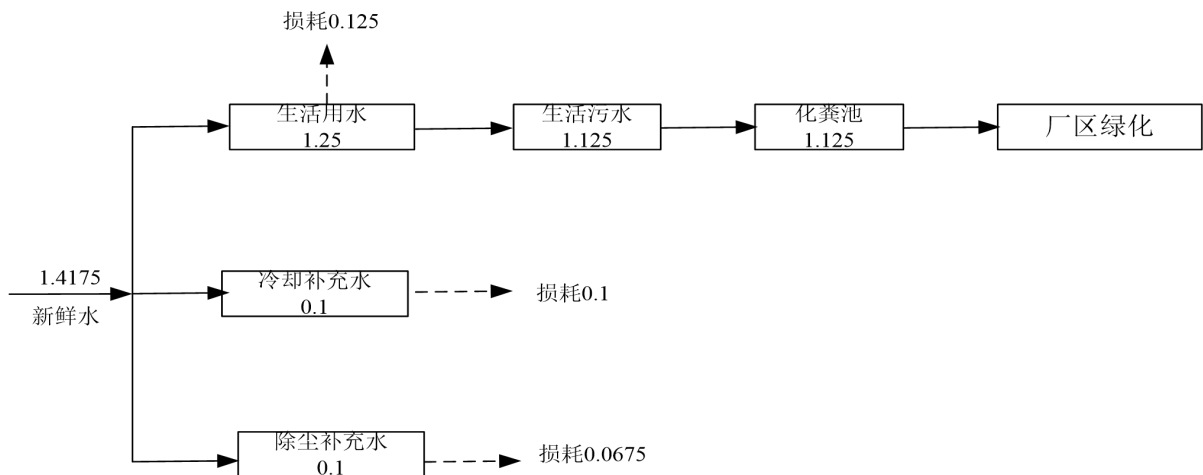 损耗0.125
生活用水
1.25
生活污水
1.125
化粪池
1.125
厂区绿化
1.4175
新鲜水
冷却补充水
0.1
损耗0.1
除尘补充水
0.1
损耗0.0675